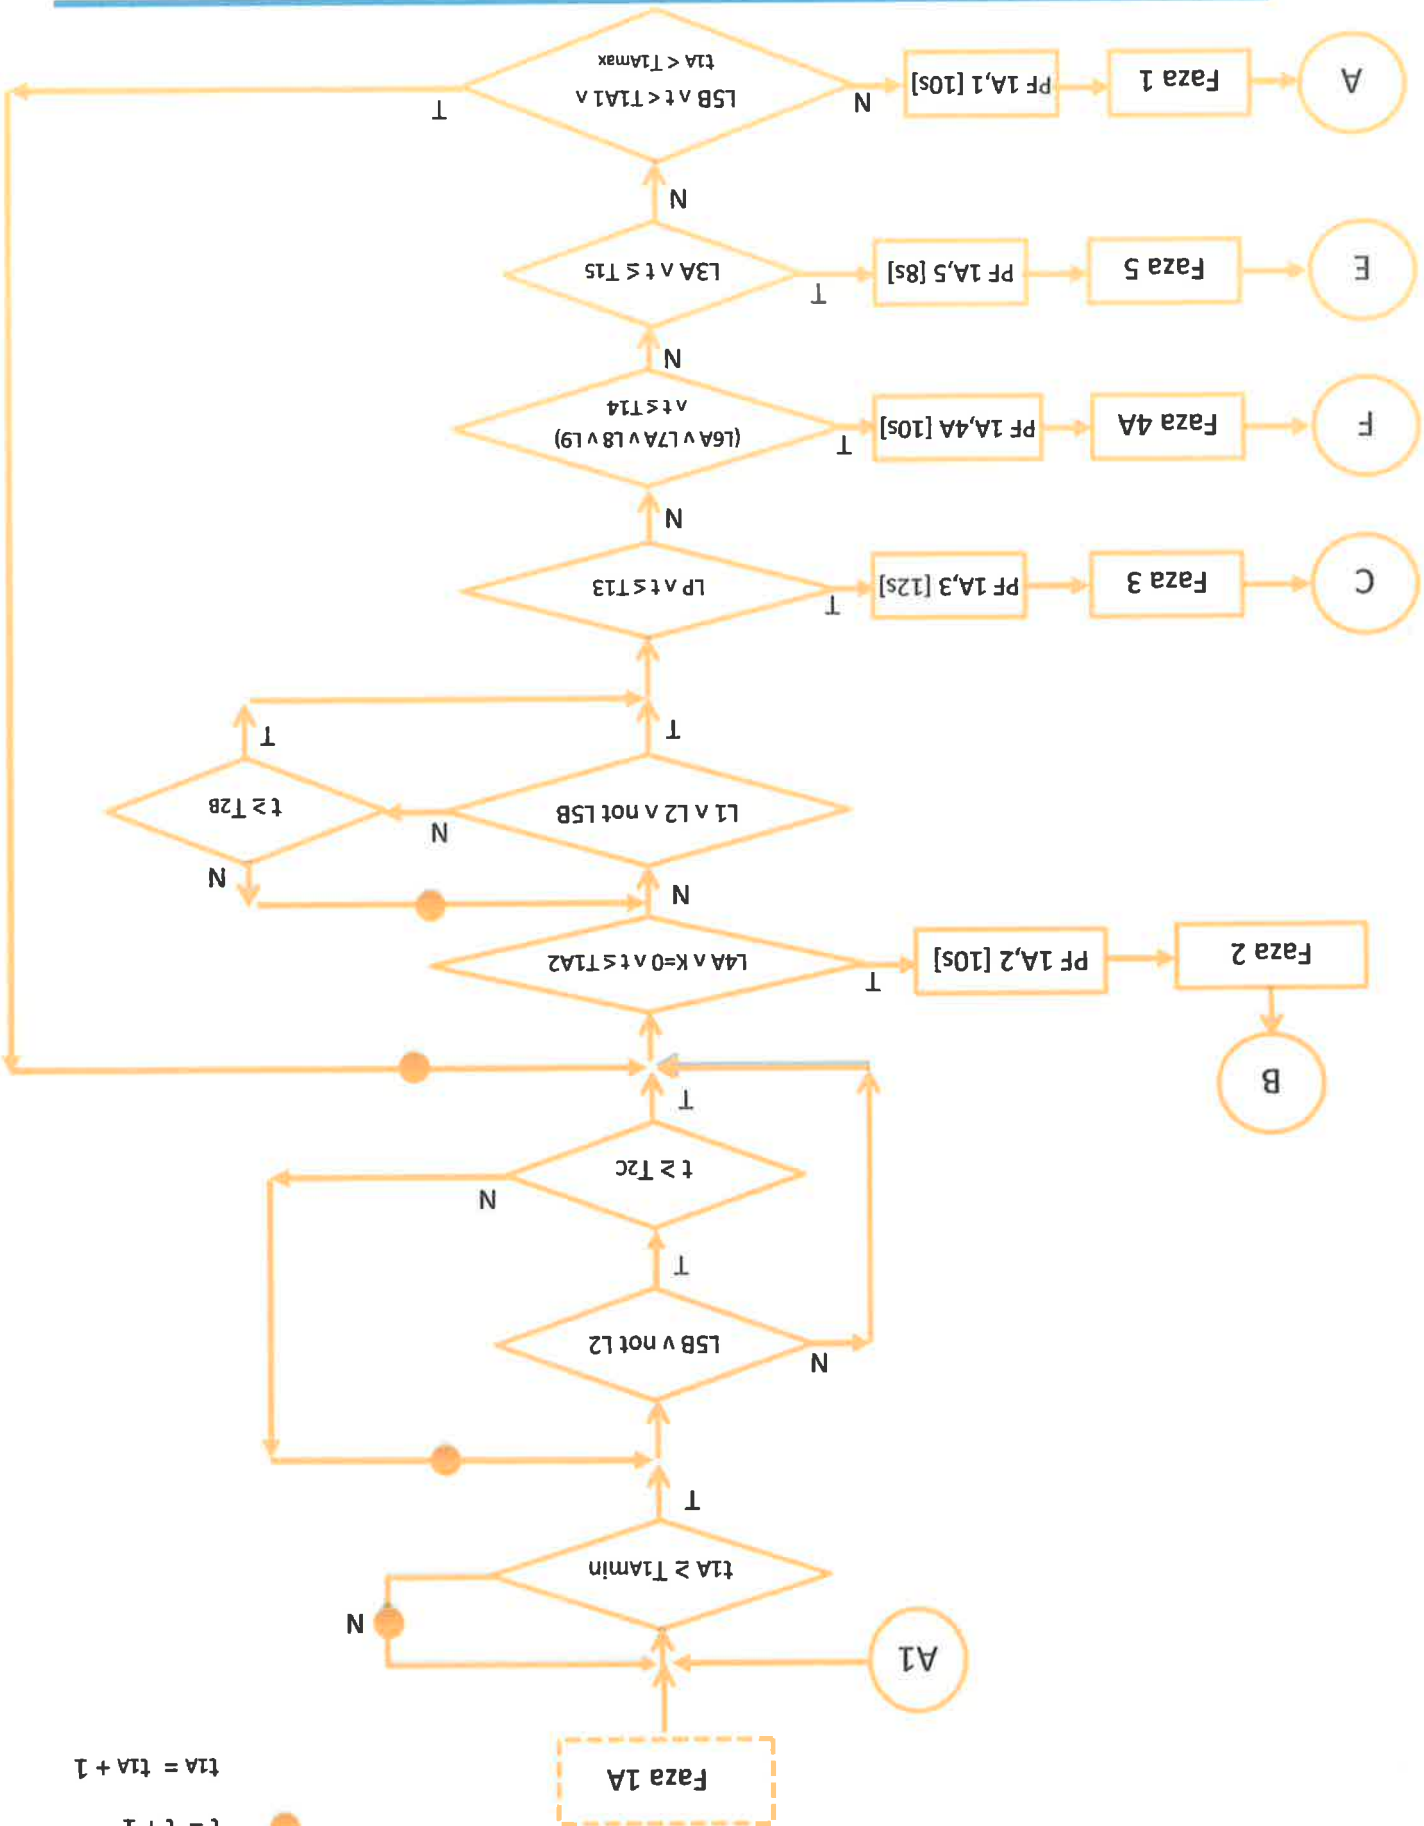 t = t + 1
Faza 1A
t1A = t1A + 1
A1
N
t1A ≥ T1Amin
T
N
L5B ∨ not L2
T
N
t ≥ T2C
T
B
L4A ∧ K=0 ∧ t ≤ T1A2
T
PF 1A,2 [10s]
Faza 2
N
N
L1 ∧ L2 ∧ not L5B
N
t ≥ T2B
T
T
LP ∧ t ≤ T13
T
PF 1A,3 [12s]
Faza 3
C
N
(L6A ∨ L7A ∨ L8 ∨ L9)
∧ t ≤ T14
T
PF 1A,4A [10s]
Faza 4A
F
N
L3A ∧ t ≤ T15
T
PF 1A,5 [8s]
Faza 5
E
N
L5B ∧ t < T1A1 ∧
t1A < T1Amax
T
N
PF 1A,1 [10s]
Faza 1
A